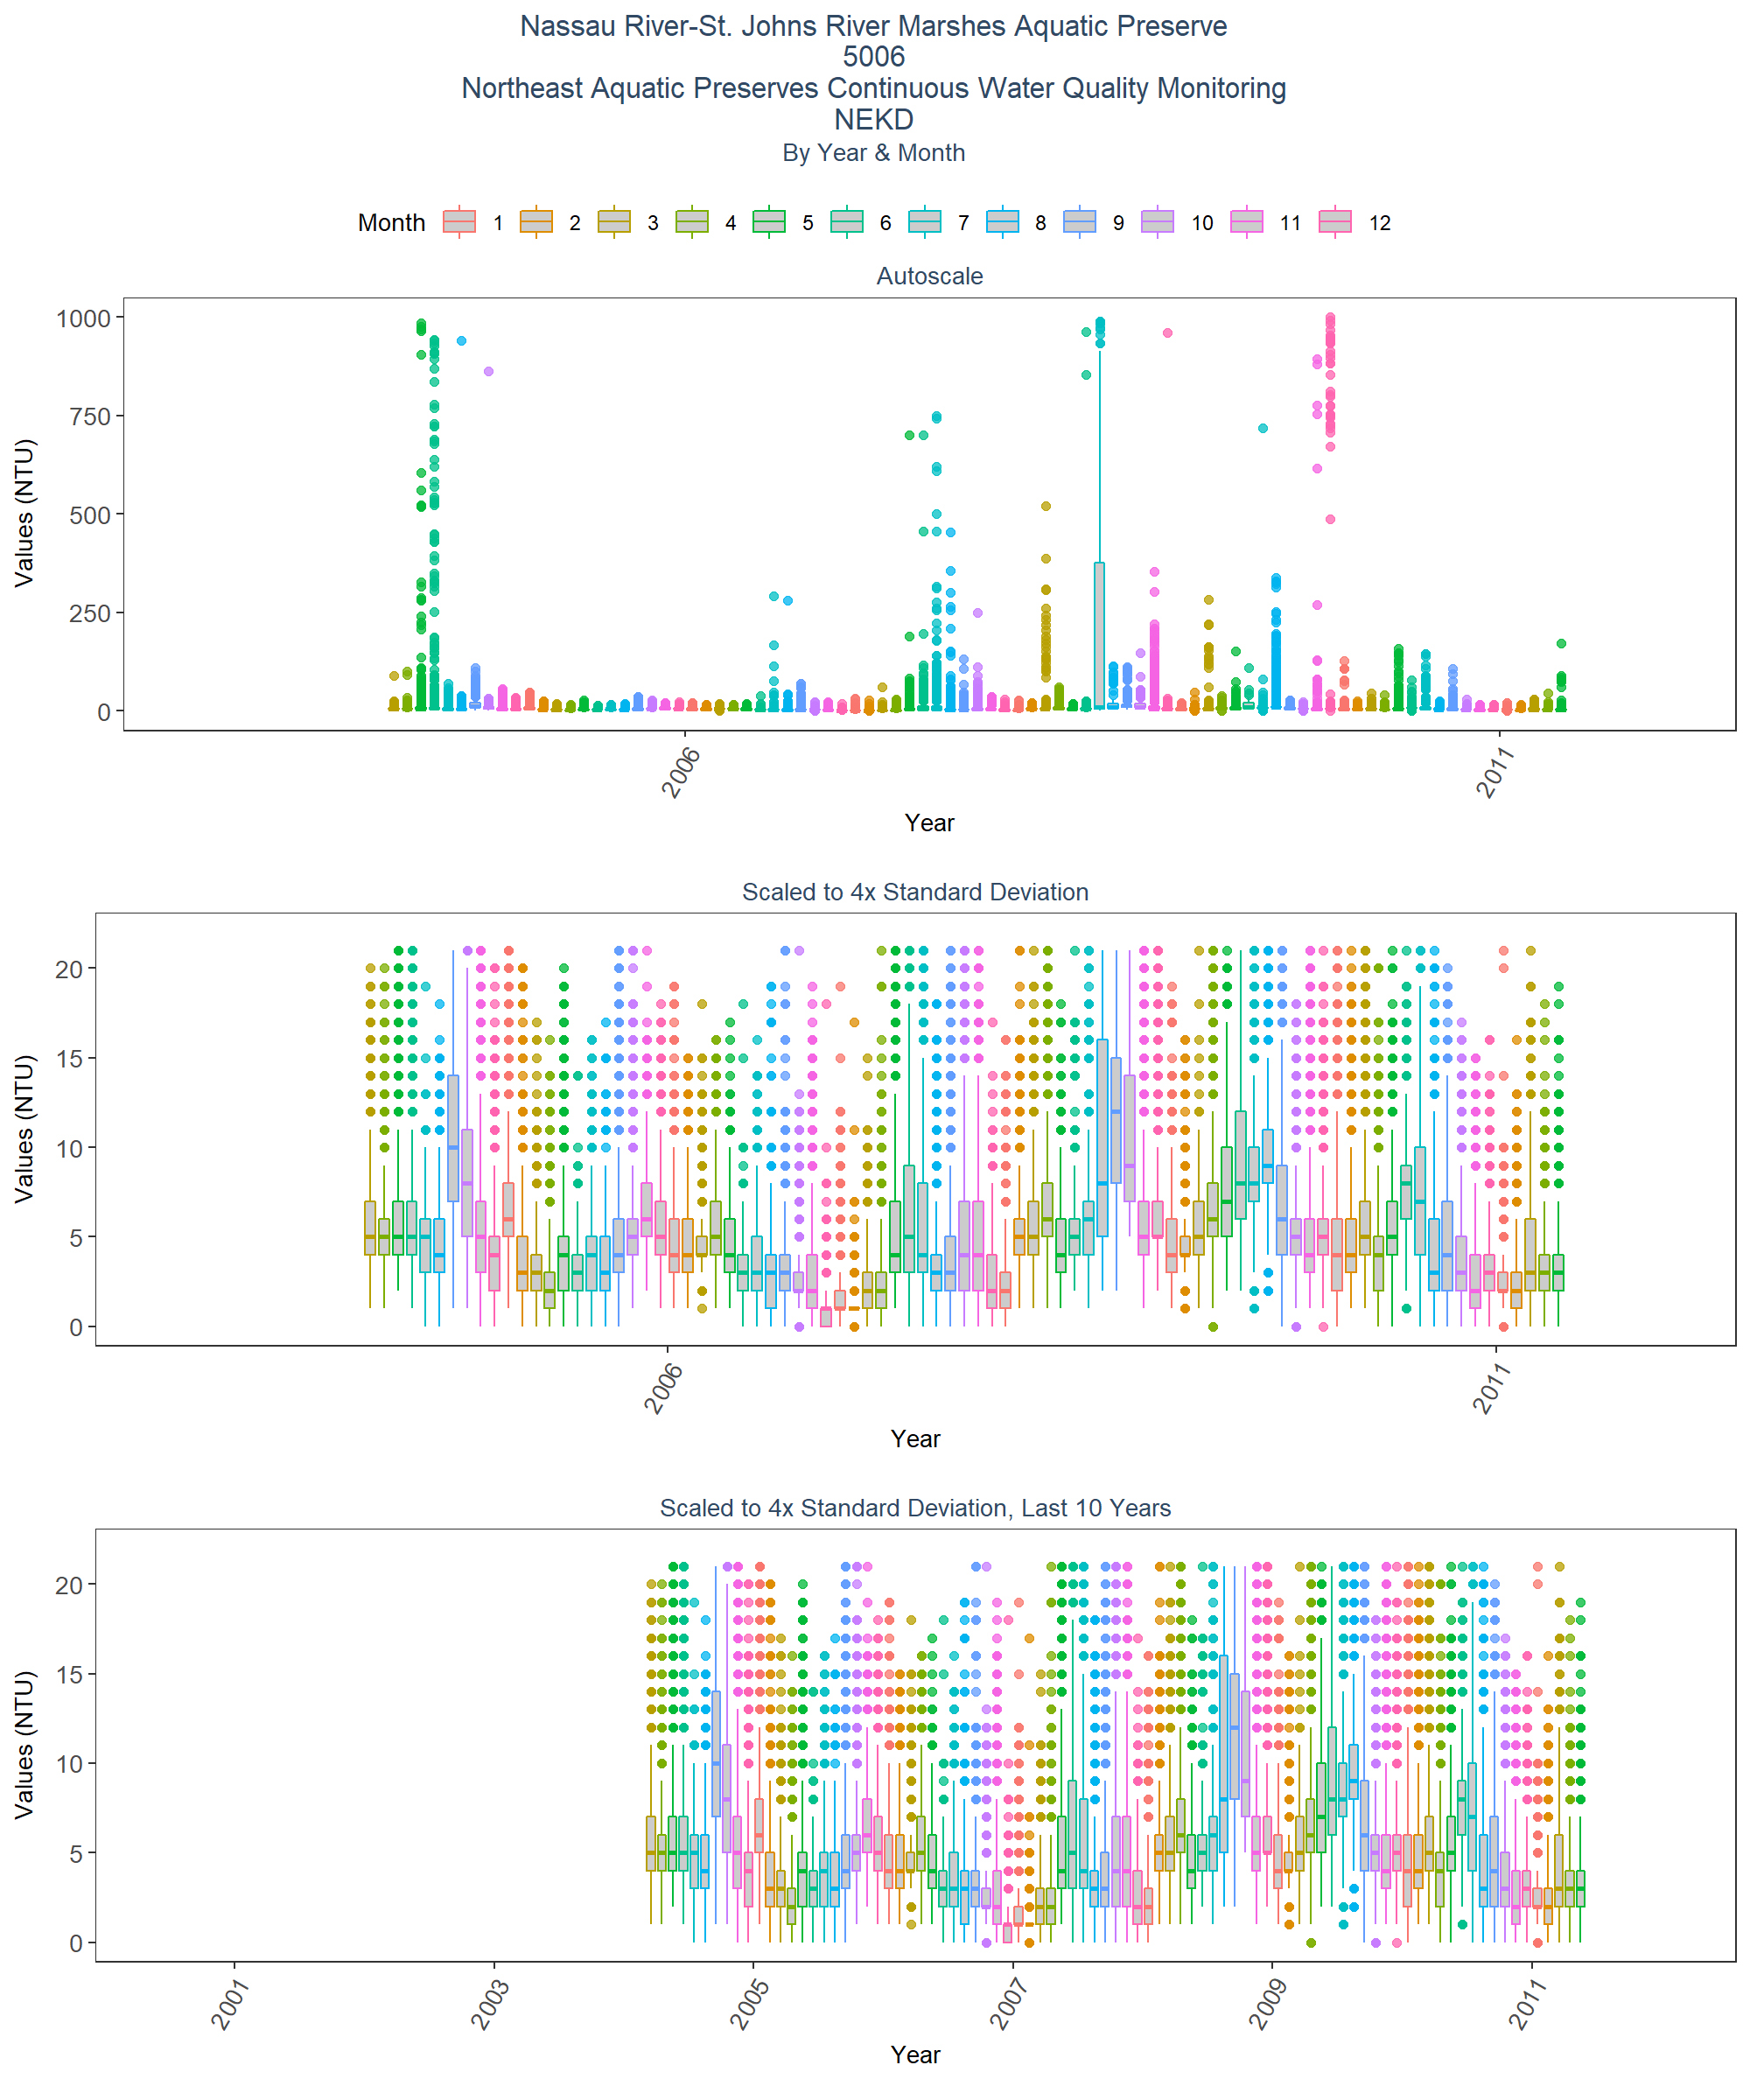 Nassau River-St. Johns River Marshes Aquatic Preserve
5006
Northeast Aquatic Preserves Continuous Water Quality Monitoring
NEKD
By Year & Month
Month 1 2 3 4 5 6 7 8 9 10 11 12
Autoscale
Values (NTU)
1000
750
500
250
0
2006 2011
Year
Scaled to 4x Standard Deviation
Values (NTU)
20
15
10
5
0
2006 2011
Year
Scaled to 4x Standard Deviation, Last 10 Years
Values (NTU)
20
15
10
5
0
2001 2003 2005 2007 2009 2011
Year